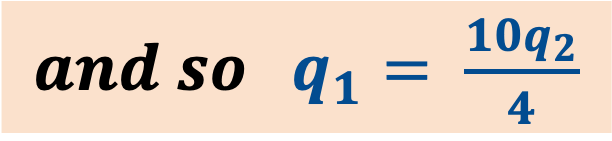 and so q₁ = 10q₂/4